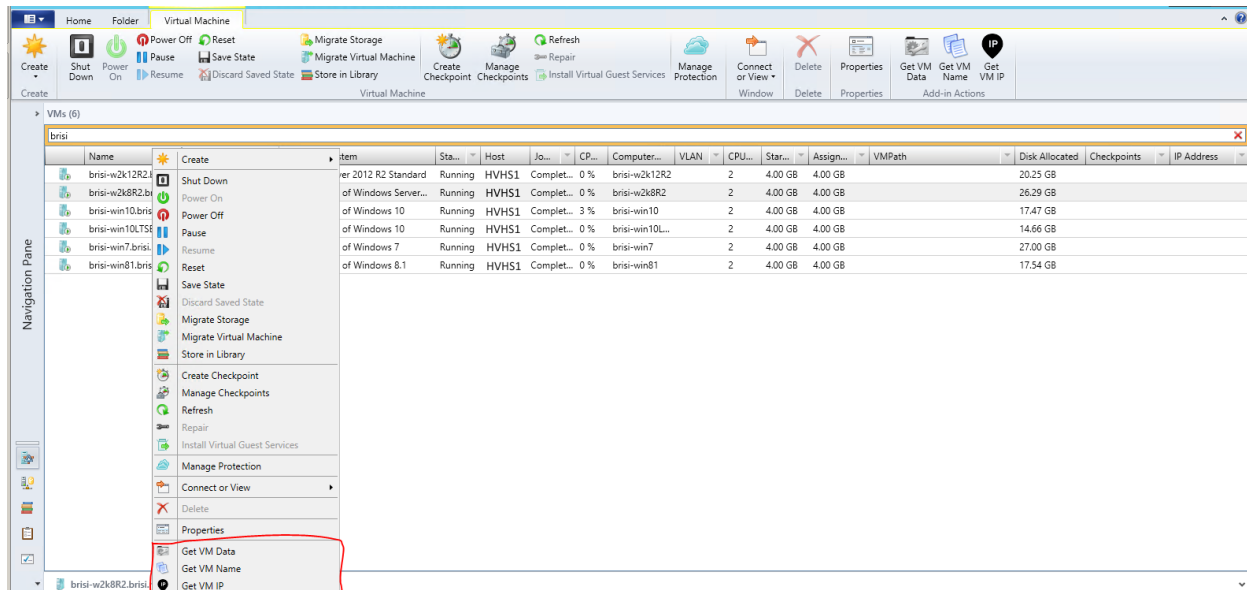 Home Folder Virtual Machine
Create
Shut Down
Power On
Power Off
Pause
Resume
Reset
Save State
Discard Saved State
Migrate Storage
Migrate Virtual Machine
Store in Library
Create Checkpoint
Manage Checkpoints
Refresh
Repair
Install Virtual Guest Services
Manage Protection
Connect or View
Delete
Properties
Get VM Data
Get VM Name
Get VM IP
Create Virtual Machine Window Delete Properties Add-in Actions
VMs (6)
brisi
Name stem Sta... Host Jo... CP... Computer... VLAN CPU... Star... Assign... VMPath Disk Allocated Checkpoints IP Address
brisi-w2k12R2. ver 2012 R2 Standard Running HVHS1 Complet... 0 % brisi-w2k12R2 2 4.00 GB 4.00 GB 20.25 GB
brisi-w2k8R2.b of Windows Server... Running HVHS1 Complet... 0 % brisi-w2k8R2 2 4.00 GB 4.00 GB 26.29 GB
brisi-win10.bris of Windows 10 Running HVHS1 Complet... 3 % brisi-win10 2 4.00 GB 4.00 GB 17.47 GB
brisi-win10LTSB of Windows 10 Running HVHS1 Complet... 0 % brisi-win10L... 2 4.00 GB 4.00 GB 14.66 GB
brisi-win7.brisi. of Windows 7 Running HVHS1 Complet... 0 % brisi-win7 2 4.00 GB 4.00 GB 27.00 GB
brisi-win81.bris of Windows 8.1 Running HVHS1 Complet... 0 % brisi-win81 2 4.00 GB 4.00 GB 17.54 GB
Create
Shut Down
Power On
Power Off
Pause
Resume
Reset
Save State
Discard Saved State
Migrate Storage
Migrate Virtual Machine
Store in Library
Create Checkpoint
Manage Checkpoints
Refresh
Repair
Install Virtual Guest Services
Manage Protection
Connect or View
Delete
Properties
Get VM Data
Get VM Name
Get VM IP
Navigation Pane
brisi-w2k8R2.brisi.